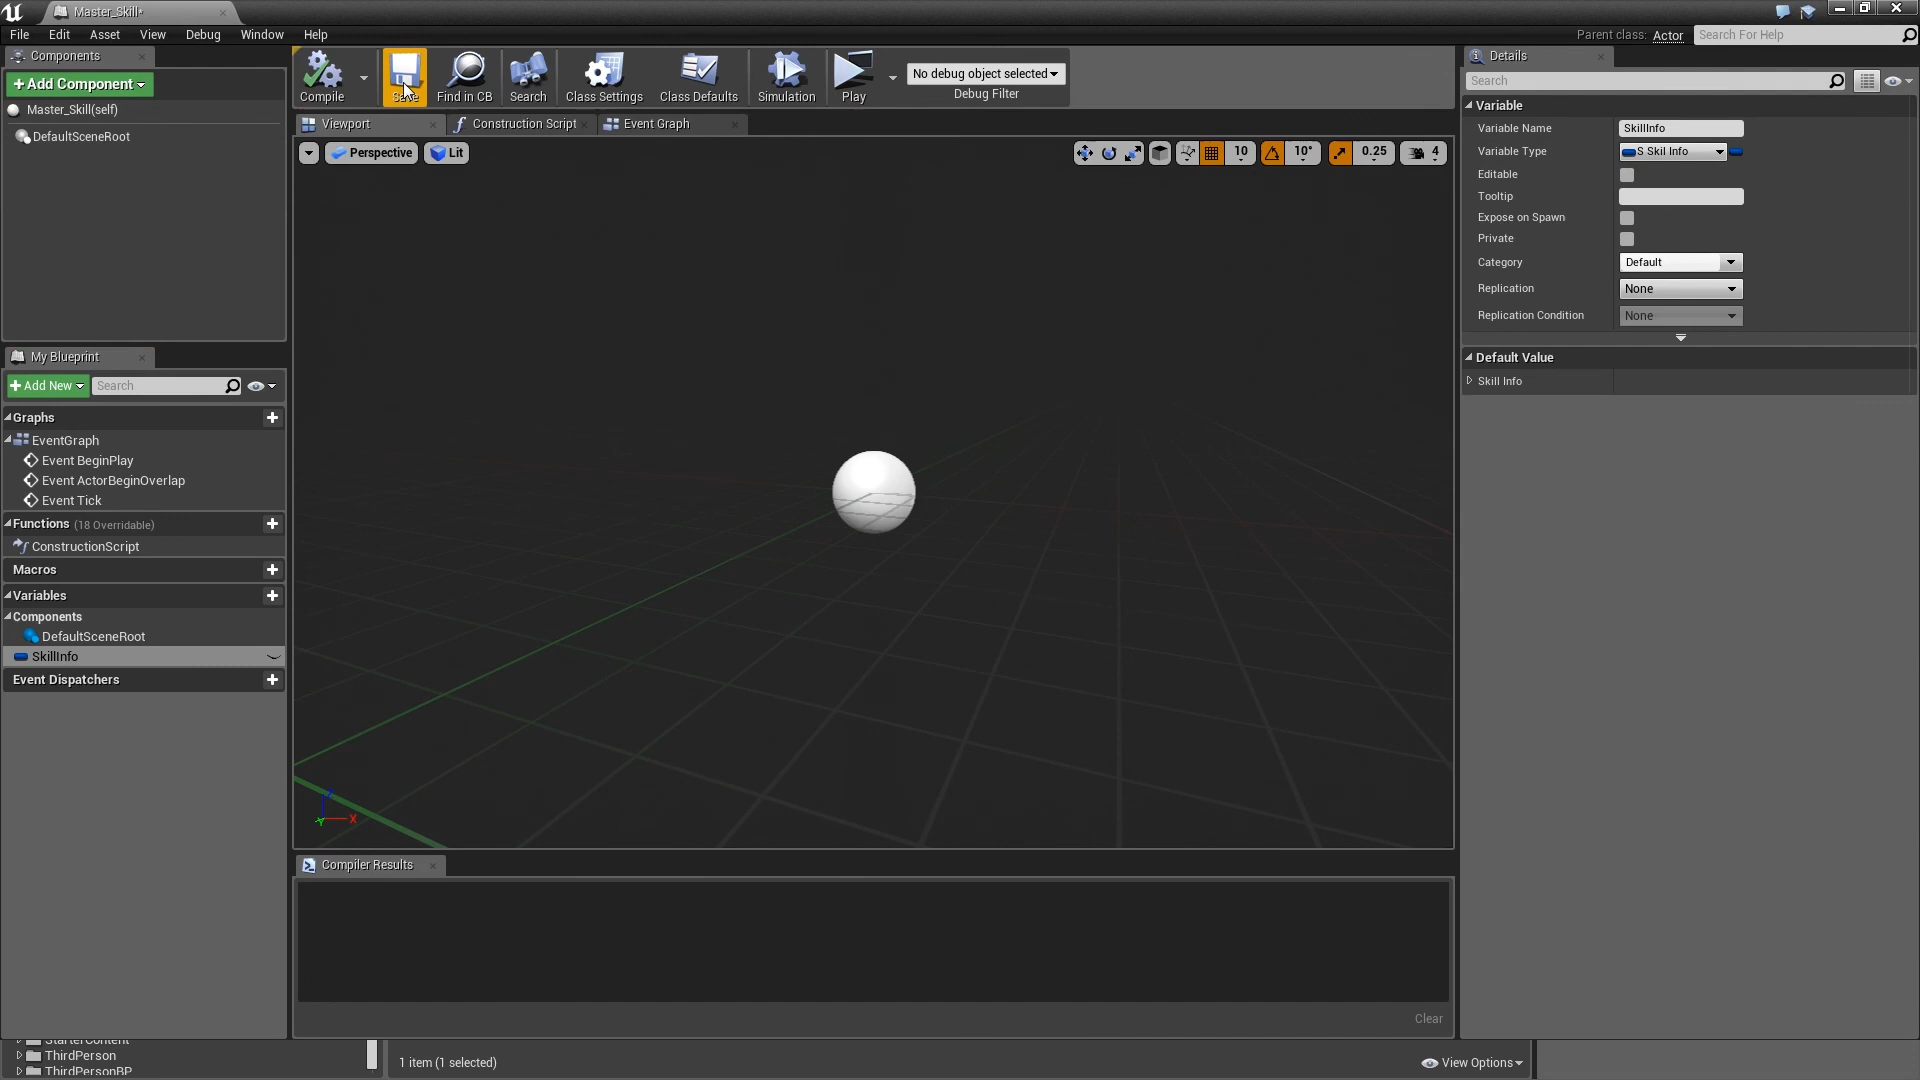 Master_Skill*
File Edit Asset View Debug Window Help
Parent class: Actor
Search For Help
Components
Add Component
Master_Skill(self)
DefaultSceneRoot
Compile
Save
Find in CB
Search
Class Settings
Class Defaults
Simulation
Play
No debug object selected
Debug Filter
Viewport
Construction Script
Event Graph
Perspective
Lit
10
10°
0.25
4
X
My Blueprint
Add New
Search
Graphs
EventGraph
Event BeginPlay
Event ActorBeginOverlap
Event Tick
Functions (18 Overridable)
ConstructionScript
Macros
Variables
Components
DefaultSceneRoot
SkillInfo
Event Dispatchers
Compiler Results
Clear
StarterContent
ThirdPerson
ThirdPersonBP
1 item (1 selected)
View Options
Details
Search
Variable
Variable Name SkillInfo
Variable Type S Skil Info
Editable
Tooltip
Expose on Spawn
Private
Category Default
Replication None
Replication Condition None
Default Value
Skill Info